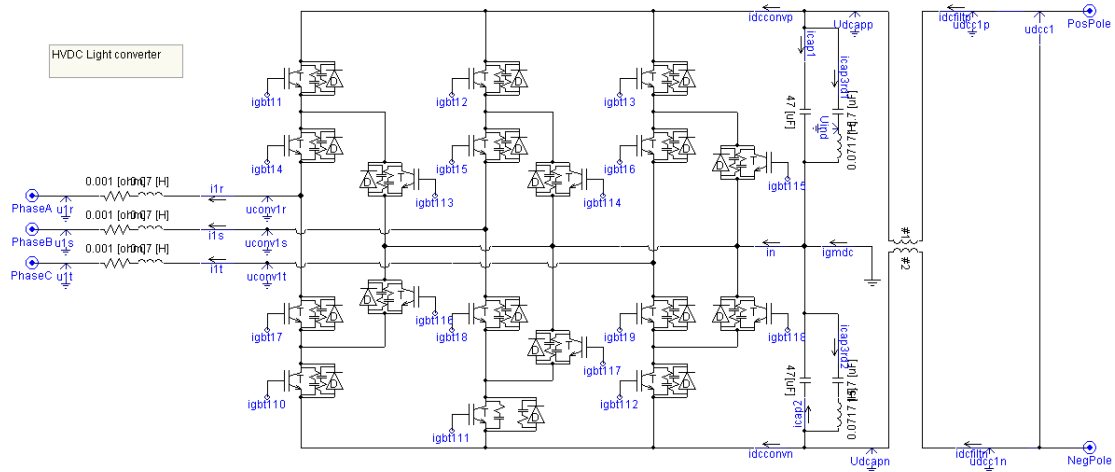 idcconvp
Udcapp
idcfiltp
udcc1p
udcc1
PosPole
HVDC Light converter
icap1
icap3rd1
igbt11
igbt12
igbt13
47 [uF]
Uind
0.0717 [H]
igbt14
igbt15
igbt16
igbt115
0.001 [ohm]
i1r
igbt113
igbt114
PhaseA
u1r
uconv1r
0.001 [ohm]
i1s
PhaseB
u1s
uconv1s
in
igmdc
#1
#2
0.001 [ohm]
i1t
PhaseC
u1t
uconv1t
igbt116
igbt17
igbt18
igbt19
igbt118
icap3rd2
igbt117
47 [uF]
igbt110
igbt112
icap2
0.0717 [H]
igbt111
idcconvn
Udcapn
idcfiltn
udcc1n
NegPole
T
D